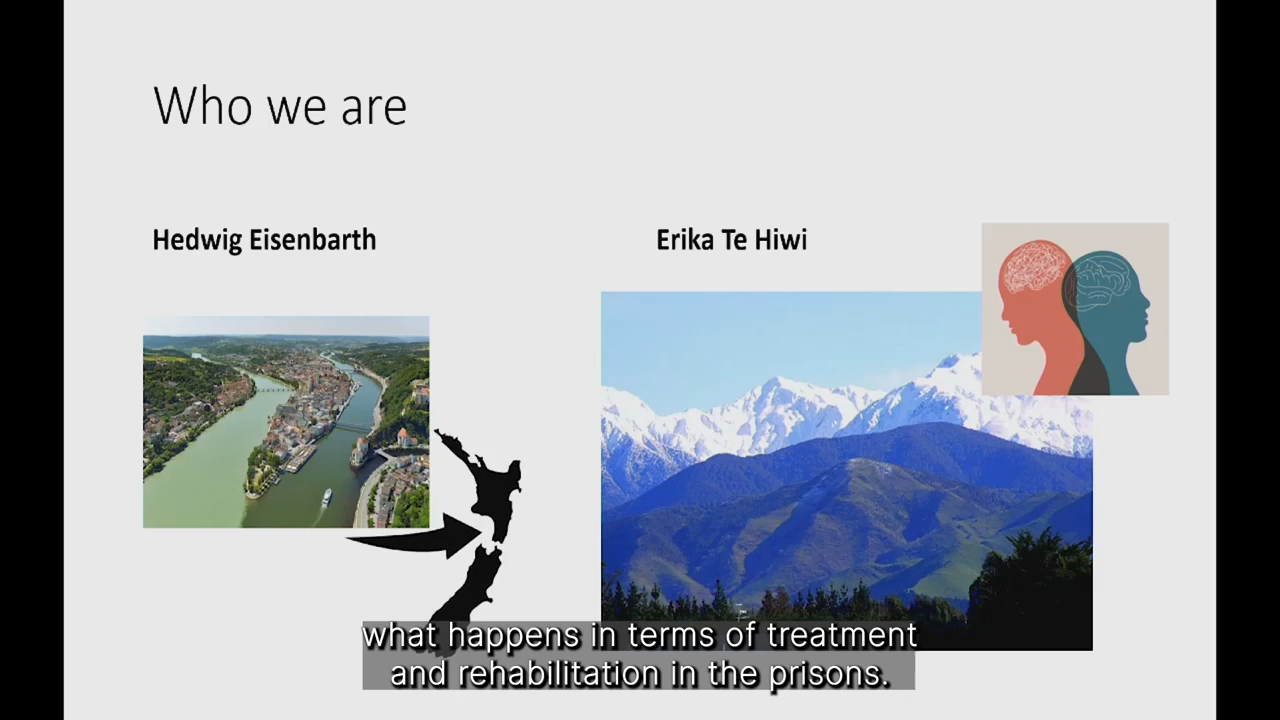 Who we are
Hedwig Eisenbarth
Erika Te Hiwi
what happens in terms of treatment
and rehabilitation in the prisons.